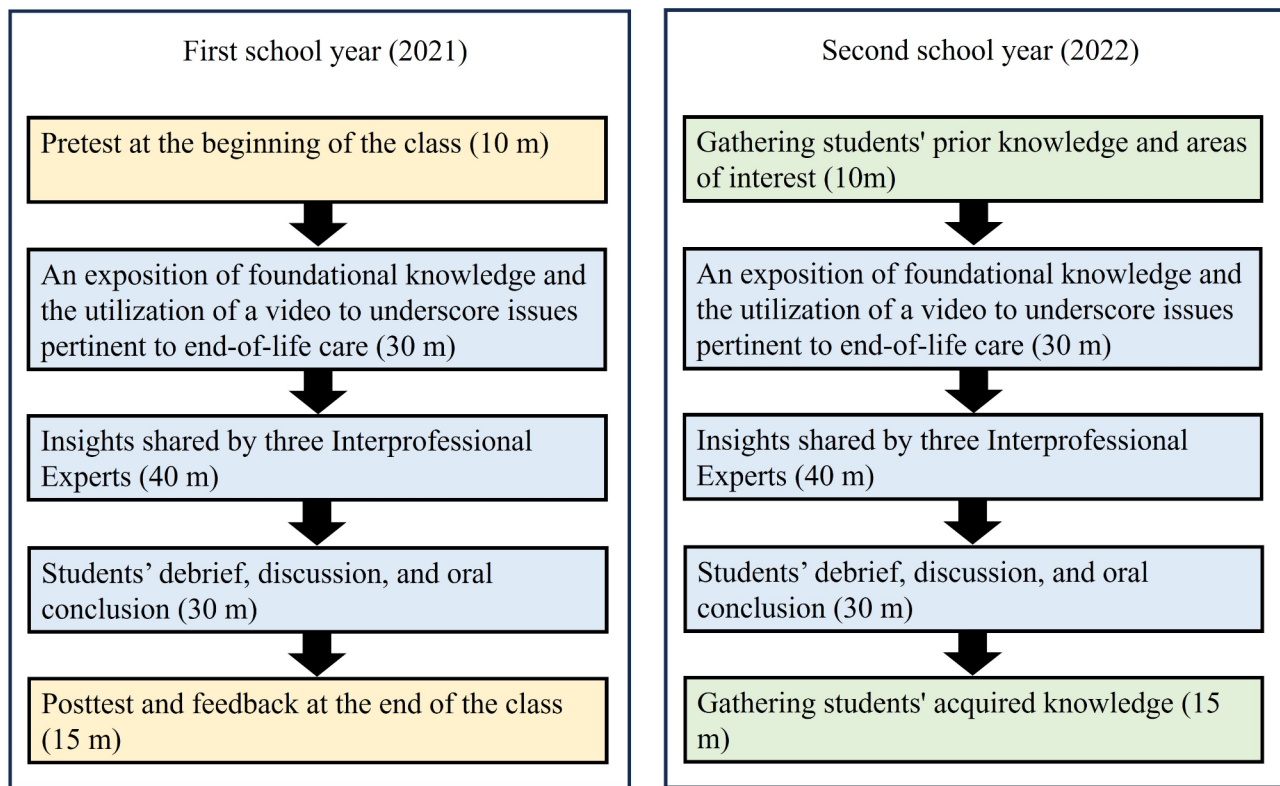 First school year (2021)
Pretest at the beginning of the class (10 m)
An exposition of foundational knowledge and
the utilization of a video to underscore issues
pertinent to end-of-life care (30 m)
Insights shared by three Interprofessional
Experts (40 m)
Students’ debrief, discussion, and oral
conclusion (30 m)
Posttest and feedback at the end of the class
(15 m)
Second school year (2022)
Gathering students' prior knowledge and areas
of interest (10m)
An exposition of foundational knowledge and
the utilization of a video to underscore issues
pertinent to end-of-life care (30 m)
Insights shared by three Interprofessional
Experts (40 m)
Students’ debrief, discussion, and oral
conclusion (30 m)
Gathering students' acquired knowledge (15
m)